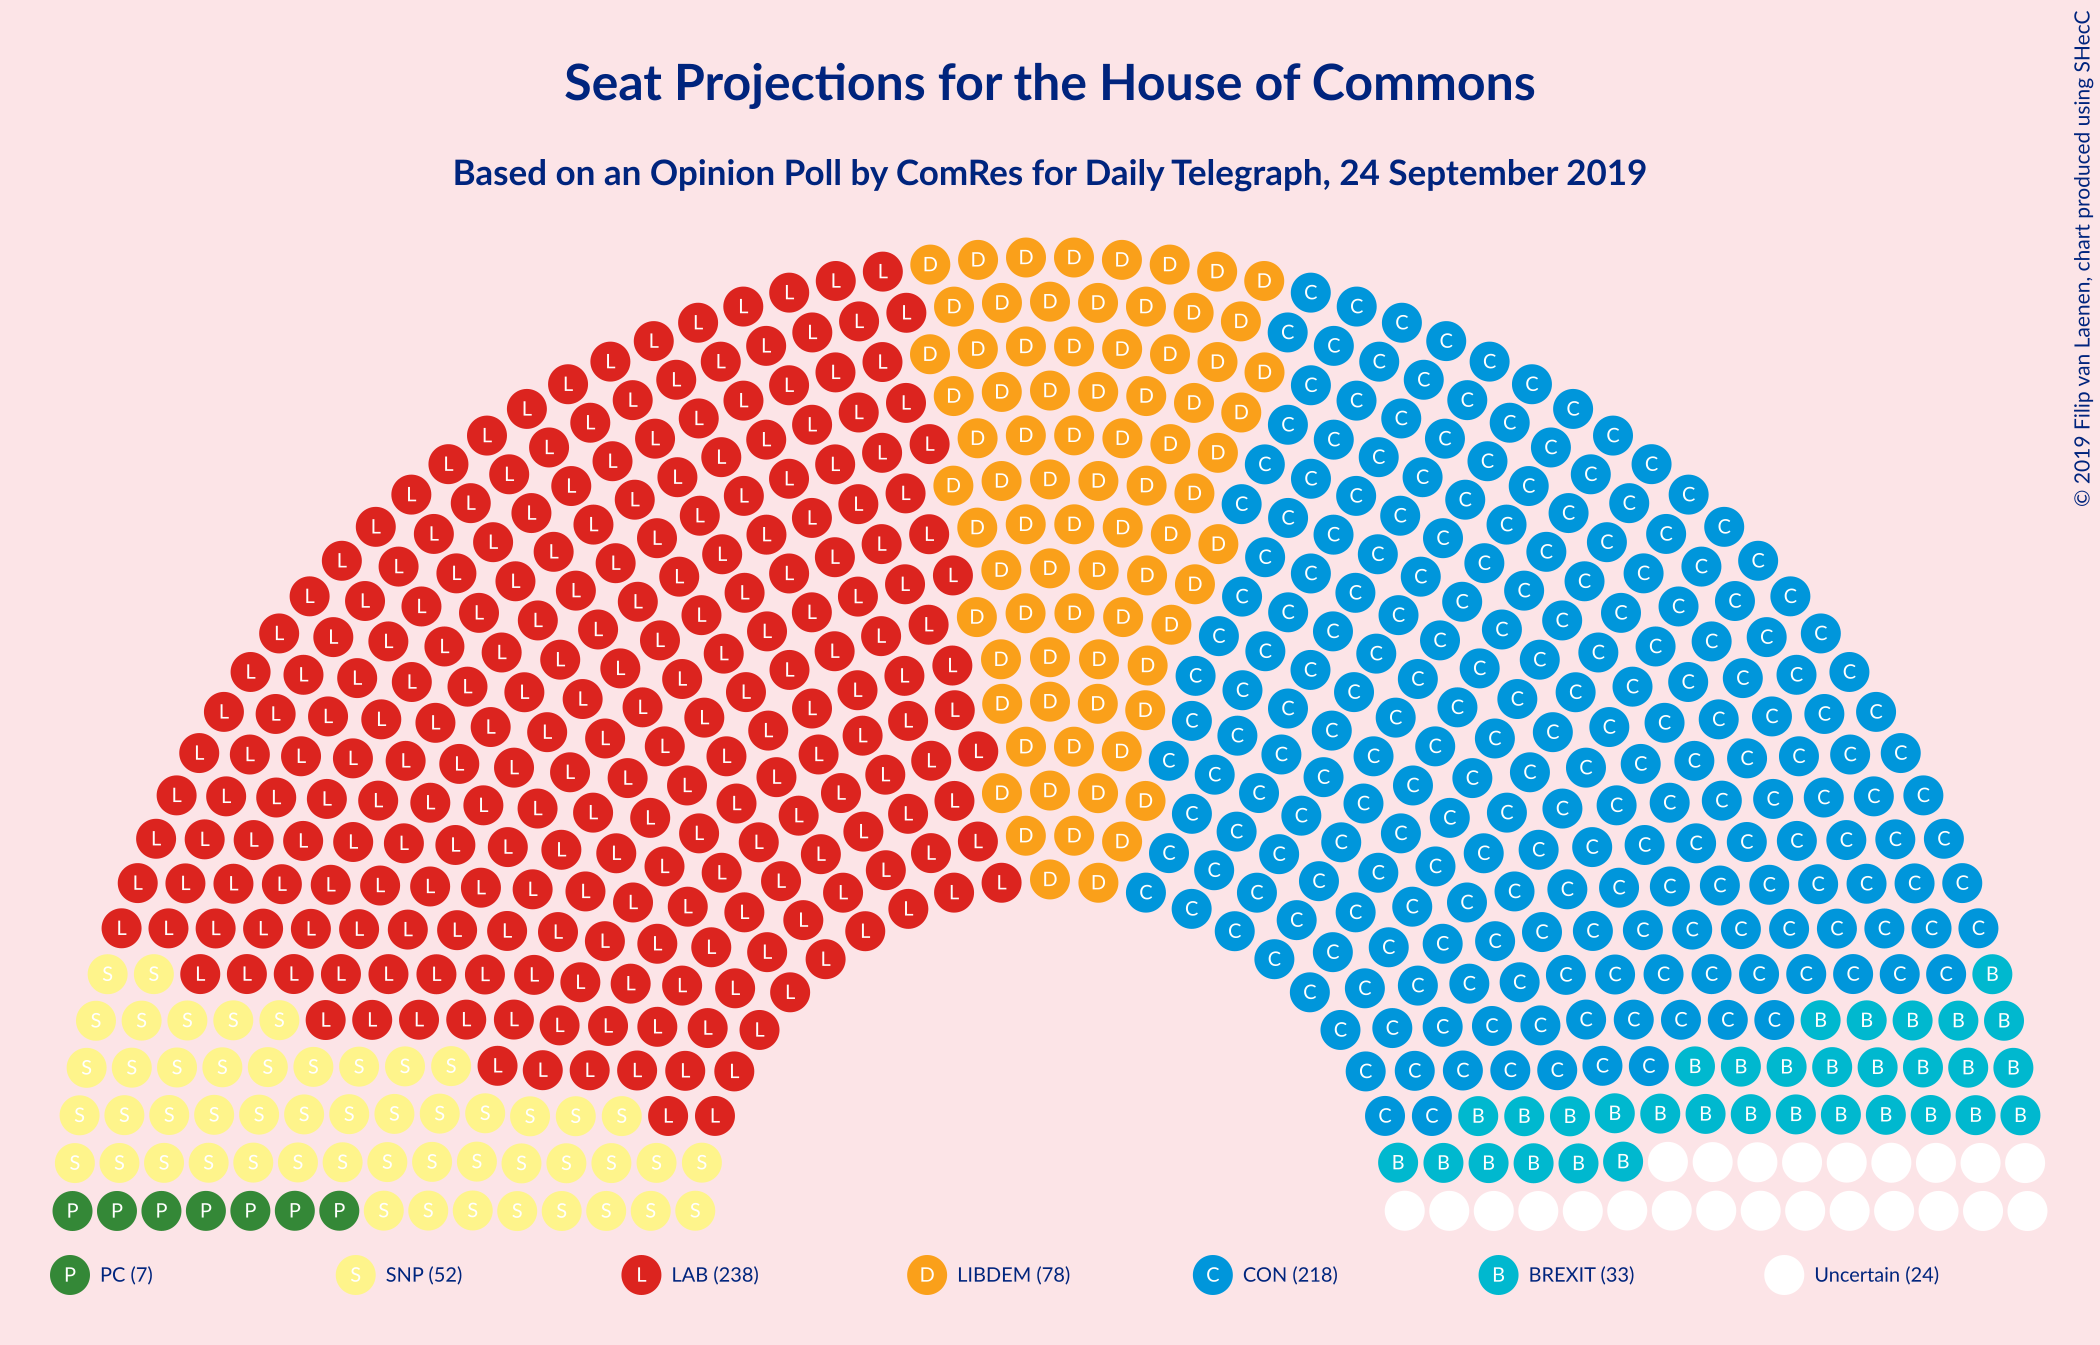 Seat Projections for the House of Commons
Based on an Opinion Poll by ComRes for Daily Telegraph, 24 September 2019
© 2019 Filip van Laenen, chart produced using SHecC
P PC (7)
S SNP (52)
L LAB (238)
D LIBDEM (78)
C CON (218)
B BREXIT (33)
Uncertain (24)